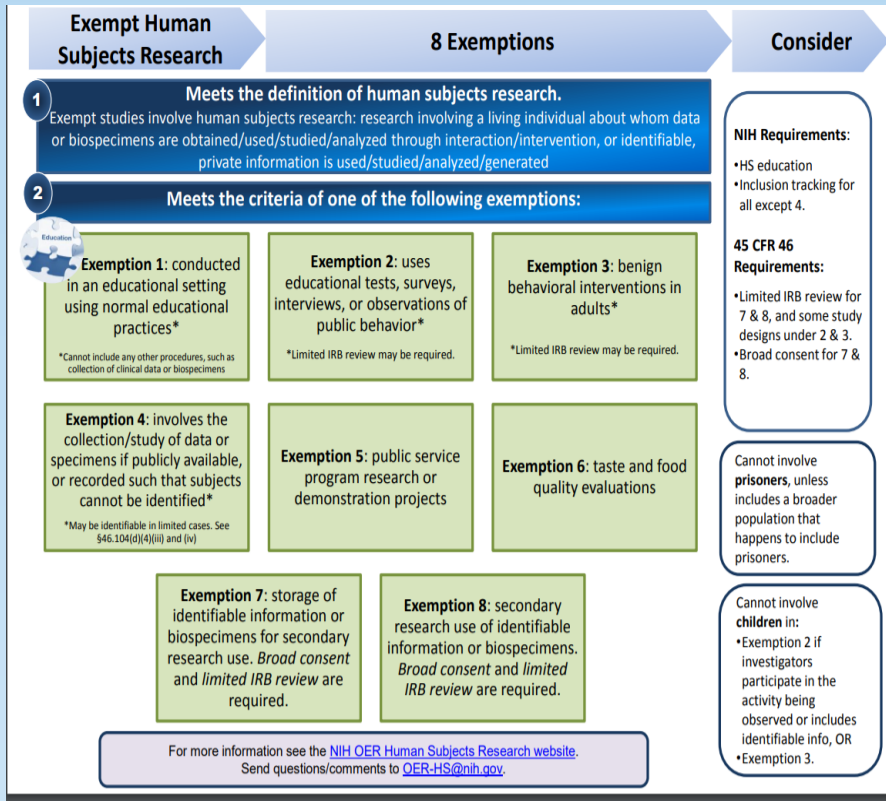 Exempt Human
Subjects Research
8 Exemptions
Consider
1
Meets the definition of human subjects research.
Exempt studies involve human subjects research: research involving a living individual about whom data
or biospecimens are obtained/used/studied/analyzed through interaction/intervention, or identifiable,
private information is used/studied/analyzed/generated
2
Meets the criteria of one of the following exemptions:
Education
Exemption 1: conducted
in an educational setting
using normal educational
practices*
*Cannot include any other procedures, such as
collection of clinical data or biospecimens
Exemption 2: uses
educational tests, surveys,
interviews, or observations of
public behavior*
*Limited IRB review may be required.
Exemption 3: benign
behavioral interventions in
adults*
*Limited IRB review may be required.
Exemption 4: involves the
collection/study of data or
specimens if publicly available,
or recorded such that subjects
cannot be identified*
*May be identifiable in limited cases. See
§46.104(d)(4)(iii) and (iv)
Exemption 5: public service
program research or
demonstration projects
Exemption 6: taste and food
quality evaluations
Exemption 7: storage of
identifiable information or
biospecimens for secondary
research use. Broad consent
and limited IRB review are
required.
Exemption 8: secondary
research use of identifiable
information or biospecimens.
Broad consent and limited
IRB review are required.
For more information see the NIH OER Human Subjects Research website.
Send questions/comments to OER-HS@nih.gov.
NIH Requirements:
•HS education
•Inclusion tracking for
all except 4.
45 CFR 46
Requirements:
•Limited IRB review for
7 & 8, and some study
designs under 2 & 3.
•Broad consent for 7 &
8.
Cannot involve
prisoners, unless
includes a broader
population that
happens to include
prisoners.
Cannot involve
children in:
•Exemption 2 if
investigators
participate in the
activity being
observed or includes
identifiable info, OR
•Exemption 3.